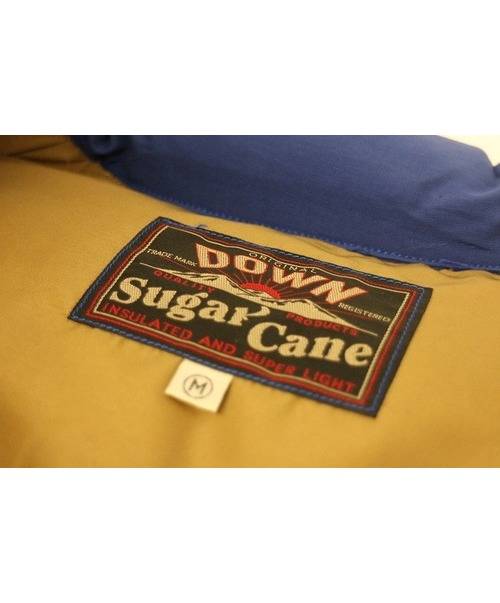 ORIGINAL
TRADE MARK DOWN REGISTERED
QUALITY PRODUCTS
Sugar Cane
INSULATED AND SUPER LIGHT
M